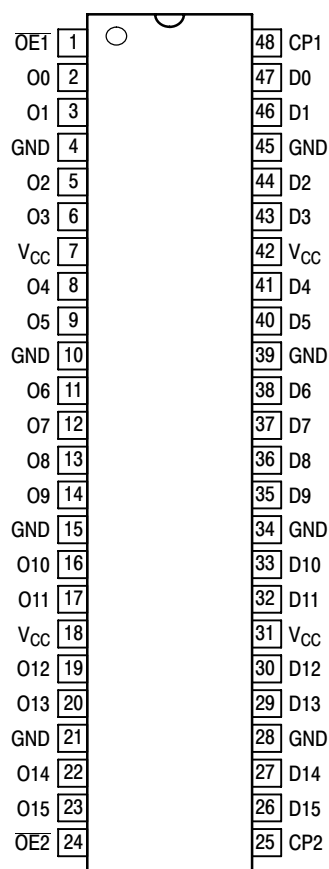 O̅E̅1̅ 1 48 CP1
O0 2 47 D0
O1 3 46 D1
GND 4 45 GND
O2 5 44 D2
O3 6 43 D3
VCC 7 42 VCC
O4 8 41 D4
O5 9 40 D5
GND 10 39 GND
O6 11 38 D6
O7 12 37 D7
O8 13 36 D8
O9 14 35 D9
GND 15 34 GND
O10 16 33 D10
O11 17 32 D11
VCC 18 31 VCC
O12 19 30 D12
O13 20 29 D13
GND 21 28 GND
O14 22 27 D14
O15 23 26 D15
O̅E̅2̅ 24 25 CP2